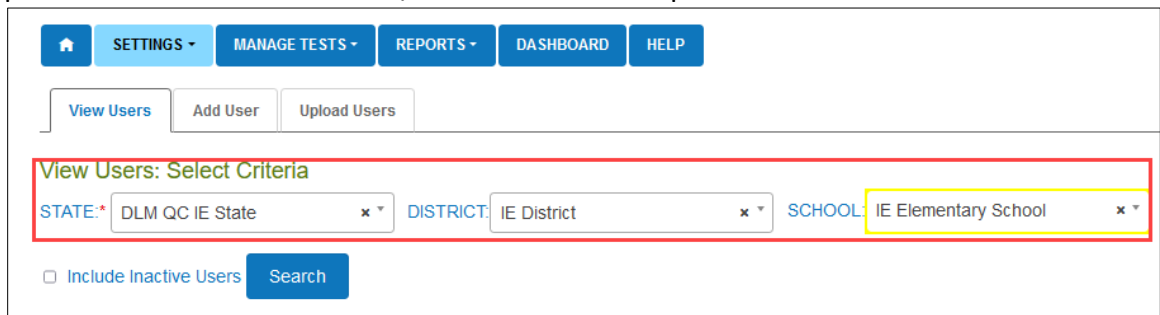 SETTINGS MANAGE TESTS REPORTS DASHBOARD HELP
View Users Add User Upload Users
View Users: Select Criteria
STATE:* DLM QC IE State × DISTRICT: IE District × SCHOOL: IE Elementary School ×
Include Inactive Users Search